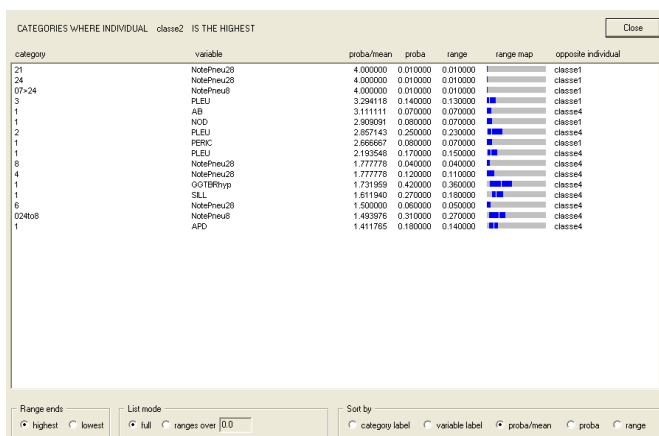 CATEGORIES WHERE INDIVIDUAL classe2 IS THE HIGHEST
Close
category variable proba/mean proba range range map opposite individual
21 NotePneu28 4.000000 0.010000 0.010000 classe1
24 NotePneu28 4.000000 0.010000 0.010000 classe1
07>24 NotePneu8 4.000000 0.010000 0.010000 classe1
3 PLEU 3.294118 0.140000 0.130000 classe1
1 AB 3.111111 0.070000 0.070000 classe4
1 NOD 2.909091 0.080000 0.070000 classe1
2 PLEU 2.857143 0.250000 0.230000 classe4
1 PERIC 2.666667 0.080000 0.070000 classe1
1 PLEU 2.193548 0.170000 0.150000 classe4
8 NotePneu28 1.777778 0.040000 0.040000 classe4
4 NotePneu28 1.777778 0.120000 0.110000 classe4
1 GGTBRhyp 1.731959 0.420000 0.360000 classe4
1 SILL 1.611940 0.270000 0.180000 classe4
6 NotePneu28 1.500000 0.060000 0.050000 classe4
024to8 NotePneu8 1.493976 0.310000 0.270000 classe4
1 APD 1.411765 0.180000 0.140000 classe4
Range ends List mode Sort by
highest lowest full ranges over 0.0 category label variable label proba/mean proba range